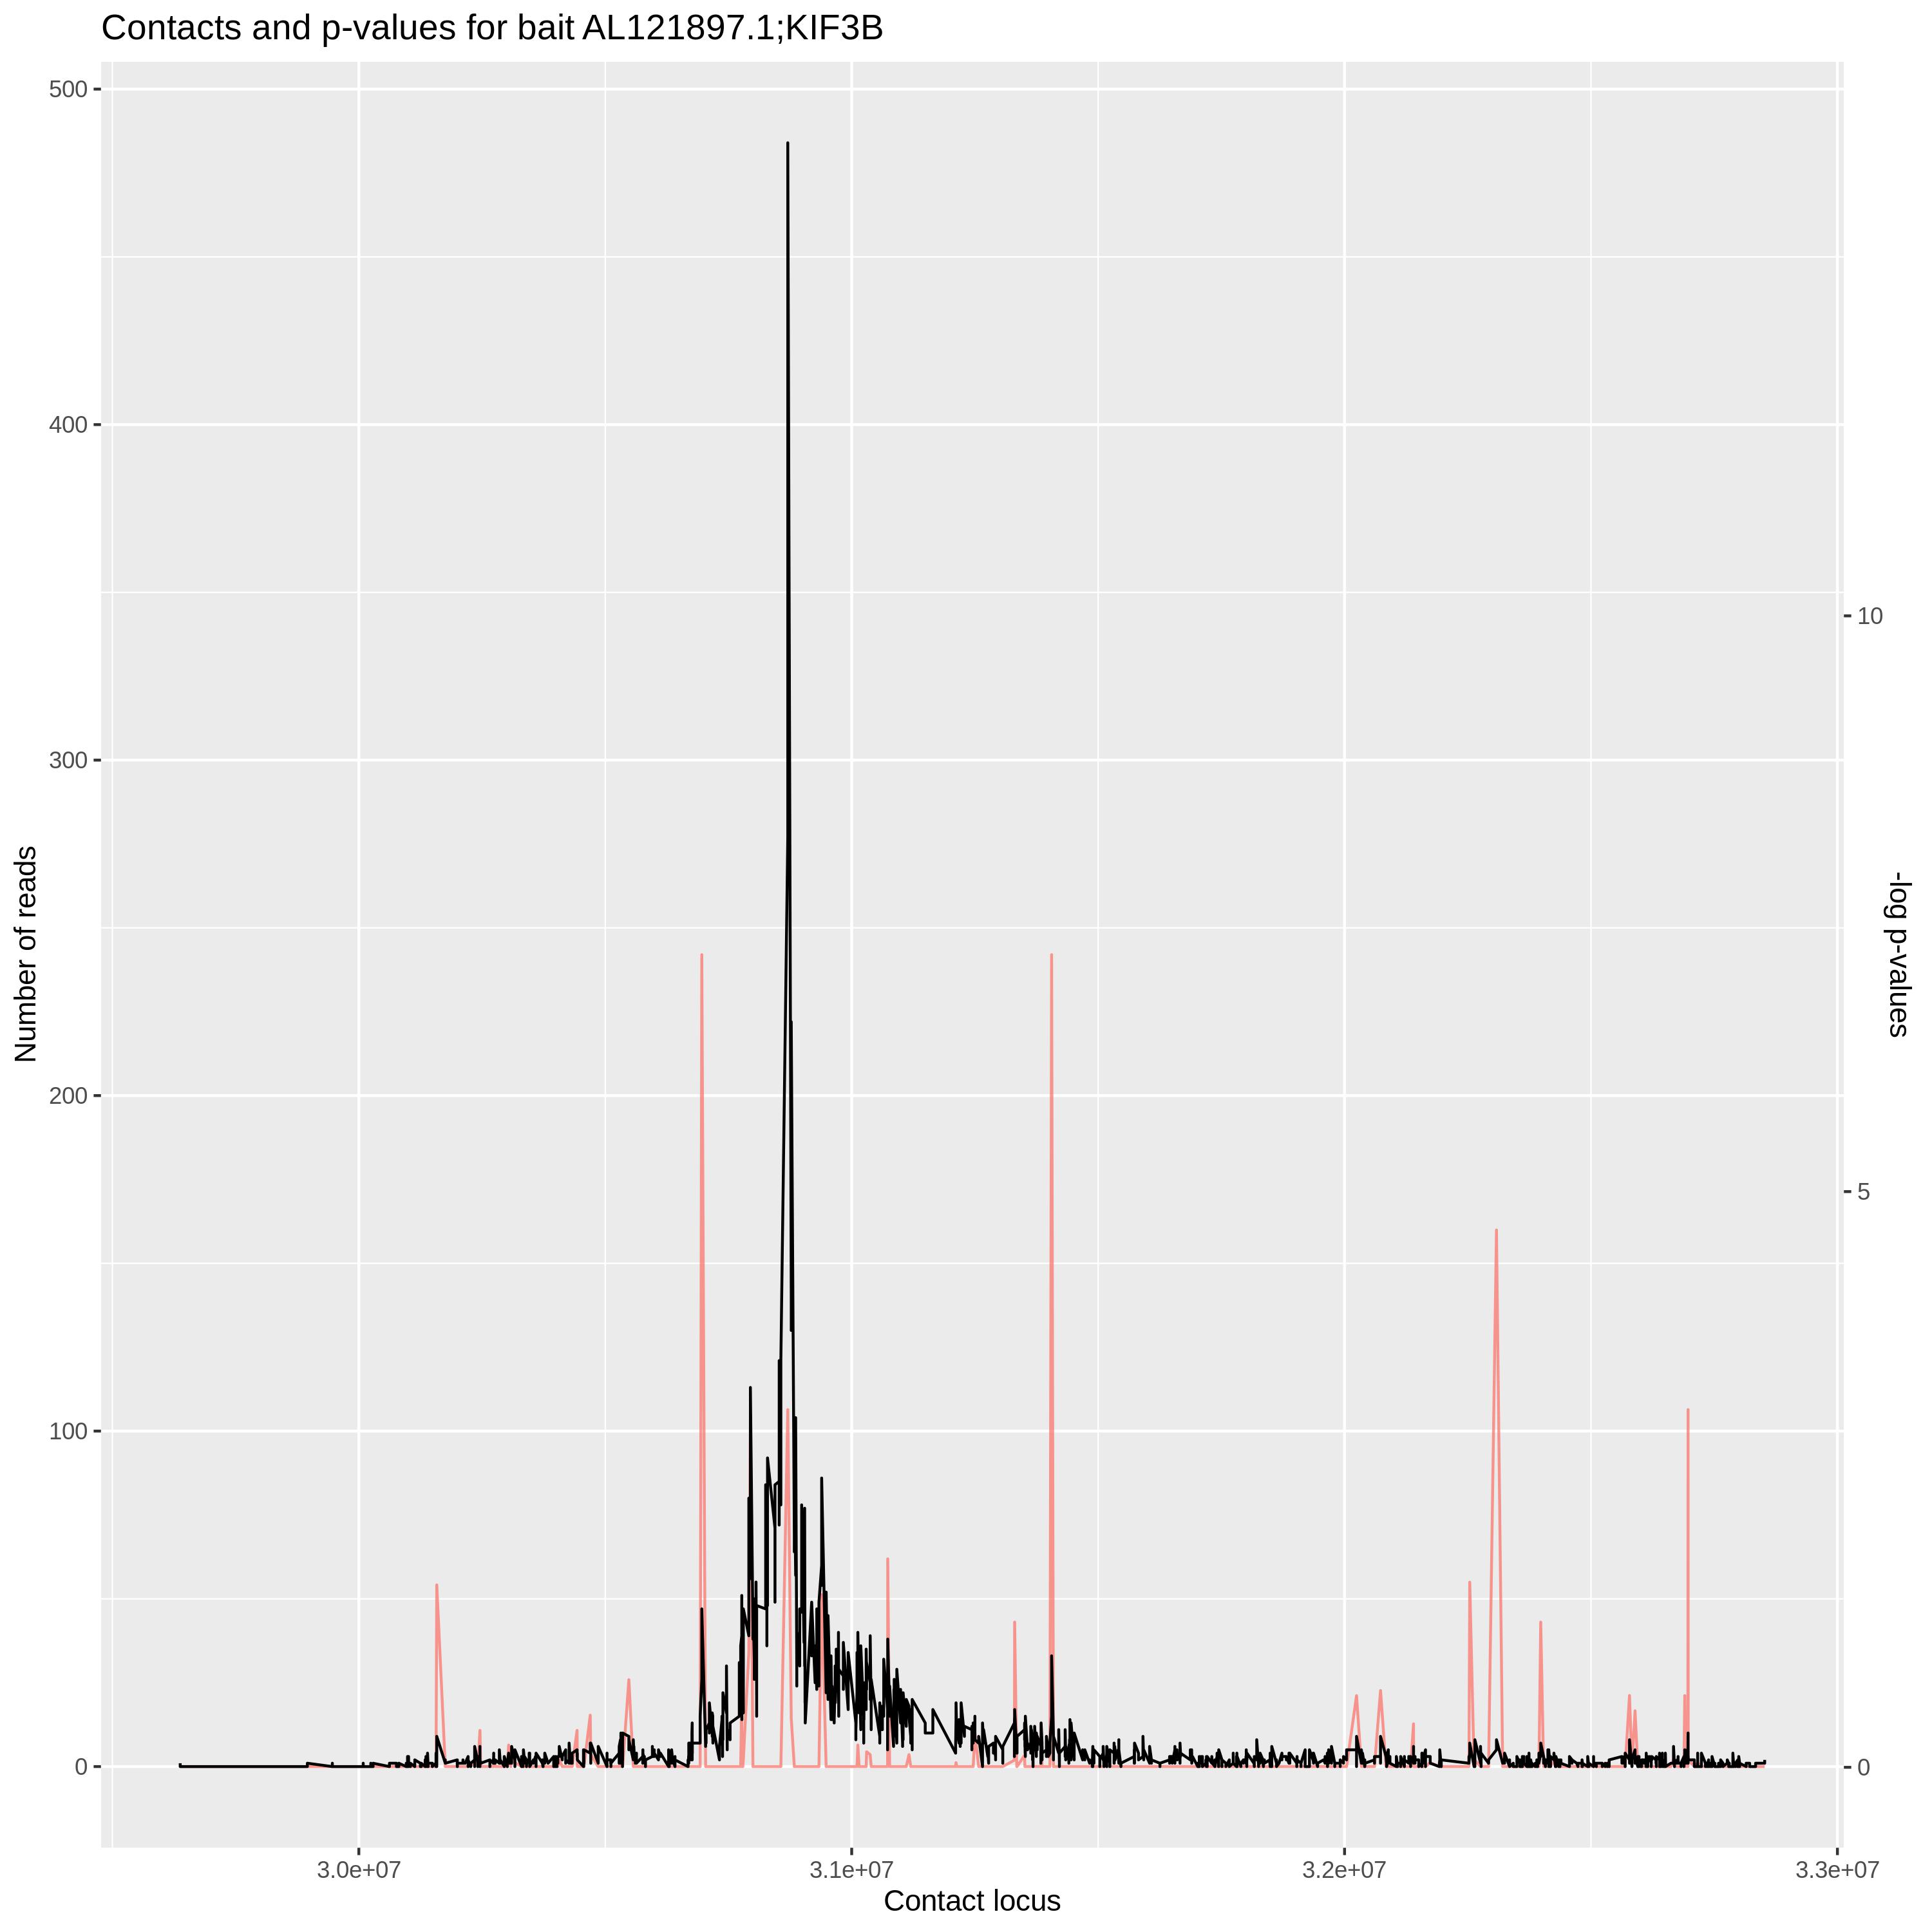 Contacts and p-values for bait AL121897.1;KIF3B
500
400
300
200
100
0
Number of reads
10
5
0
-log p-values
3.0e+07
3.1e+07
3.2e+07
3.3e+07
Contact locus